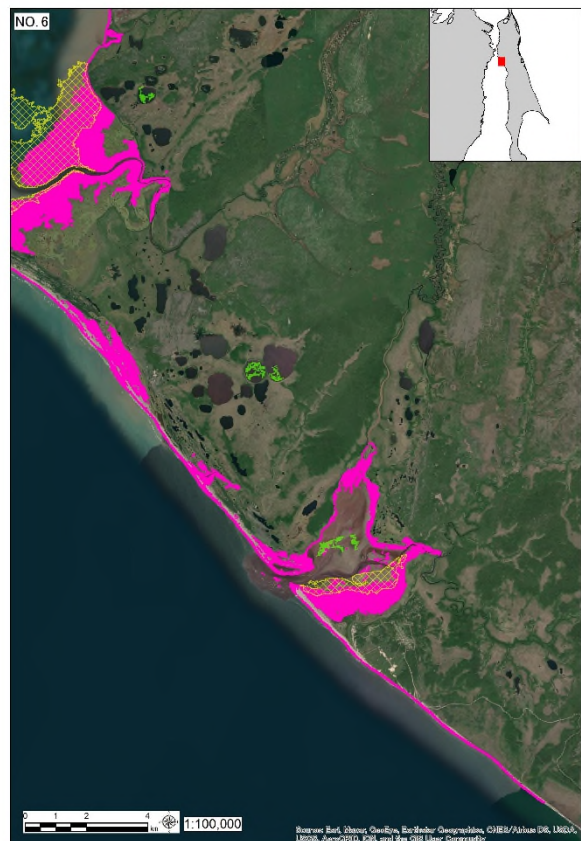 NO. 6
0 1 2 4
kn
1:100,000
Source: Esri, Maxar, GeoEye, Earthstar Geographics, CNES/Airbus DS, USDA,
USGS, AeroGRID, IGN, and the GIS User Community